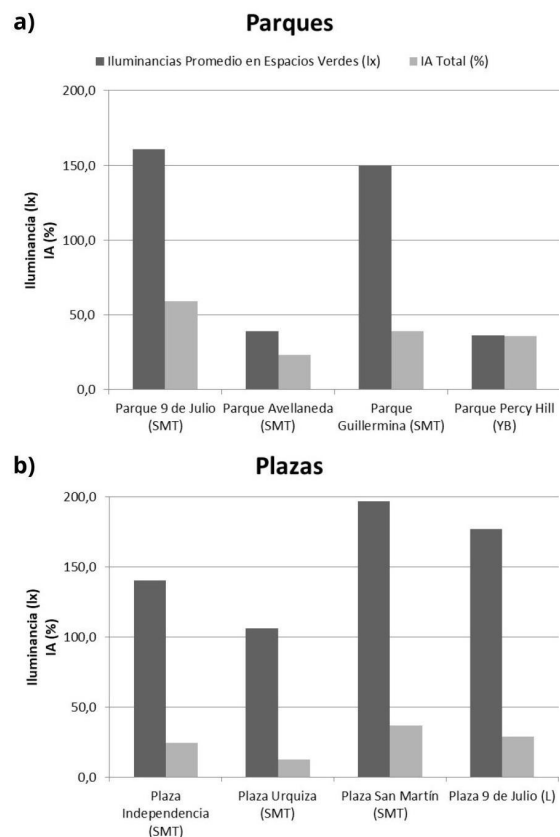 a)
Parques
Iluminancias Promedio en Espacios Verdes (lx)
IA Total (%)
Iluminancia (lx)
IA (%)
200,0
150,0
100,0
50,0
0,0
Parque 9 de Julio
(SMT)
Parque Avellaneda
(SMT)
Parque
Guillermina (SMT)
Parque Percy Hill
(YB)
b)
Plazas
Iluminancia (lx)
IA (%)
200,0
150,0
100,0
50,0
0,0
Plaza
Independencia
(SMT)
Plaza Urquiza
(SMT)
Plaza San Martín
(SMT)
Plaza 9 de Julio (L)